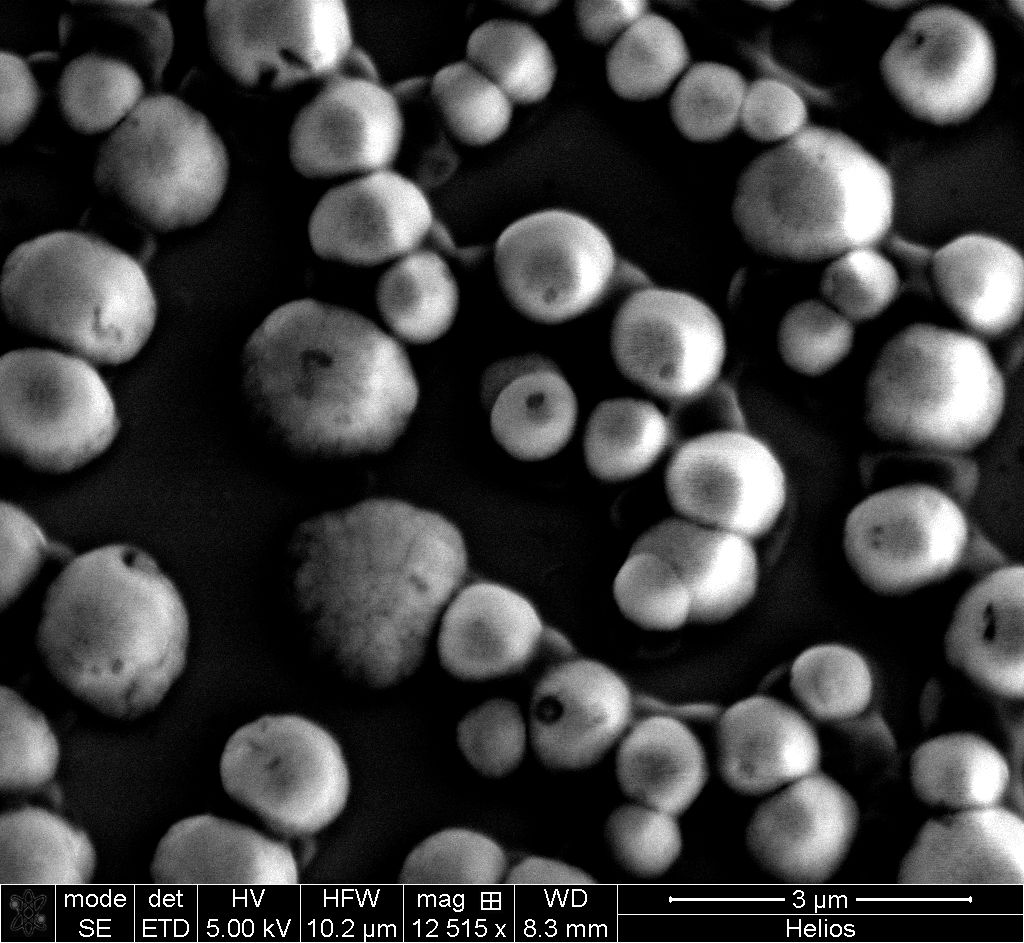 mode det HV HFW mag ⊞ WD 3 µm
SE ETD 5.00 kV 10.2 µm 12 515 x 8.3 mm Helios